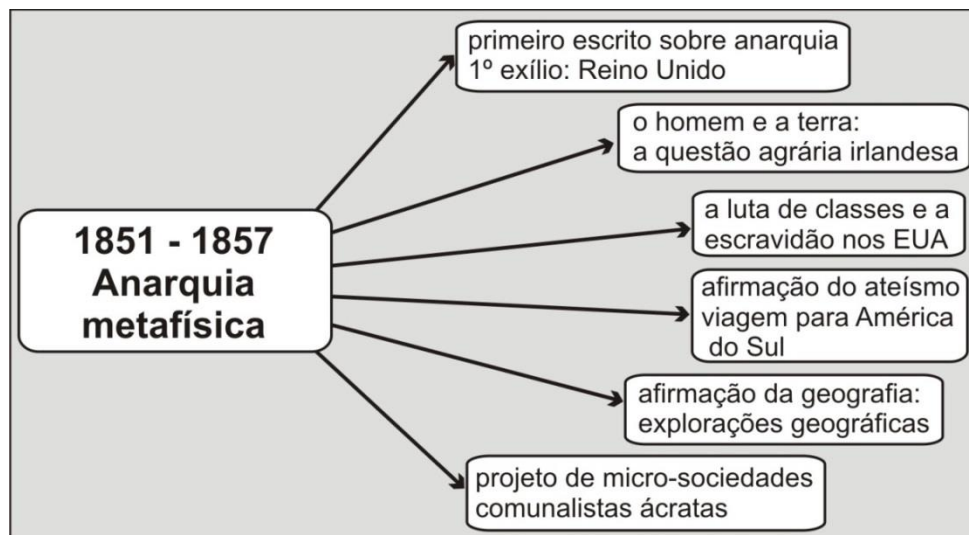 primeiro escrito sobre anarquia
1º exílio: Reino Unido
o homem e a terra:
a questão agrária irlandesa
1851 - 1857
Anarquia
metafísica
a luta de classes e a
escravidão nos EUA
afirmação do ateísmo
viagem para América
do Sul
afirmação da geografia:
explorações geográficas
projeto de micro-sociedades
comunalistas ácratas